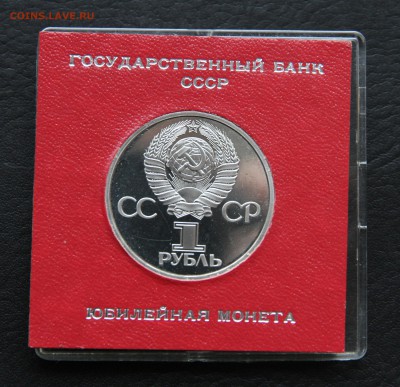 coins.lave.ru
ГОСУДАРСТВЕННЫЙ БАНК
СССР
СС СР
1
РУБЛЬ
ЮБИЛЕЙНАЯ МОНЕТА